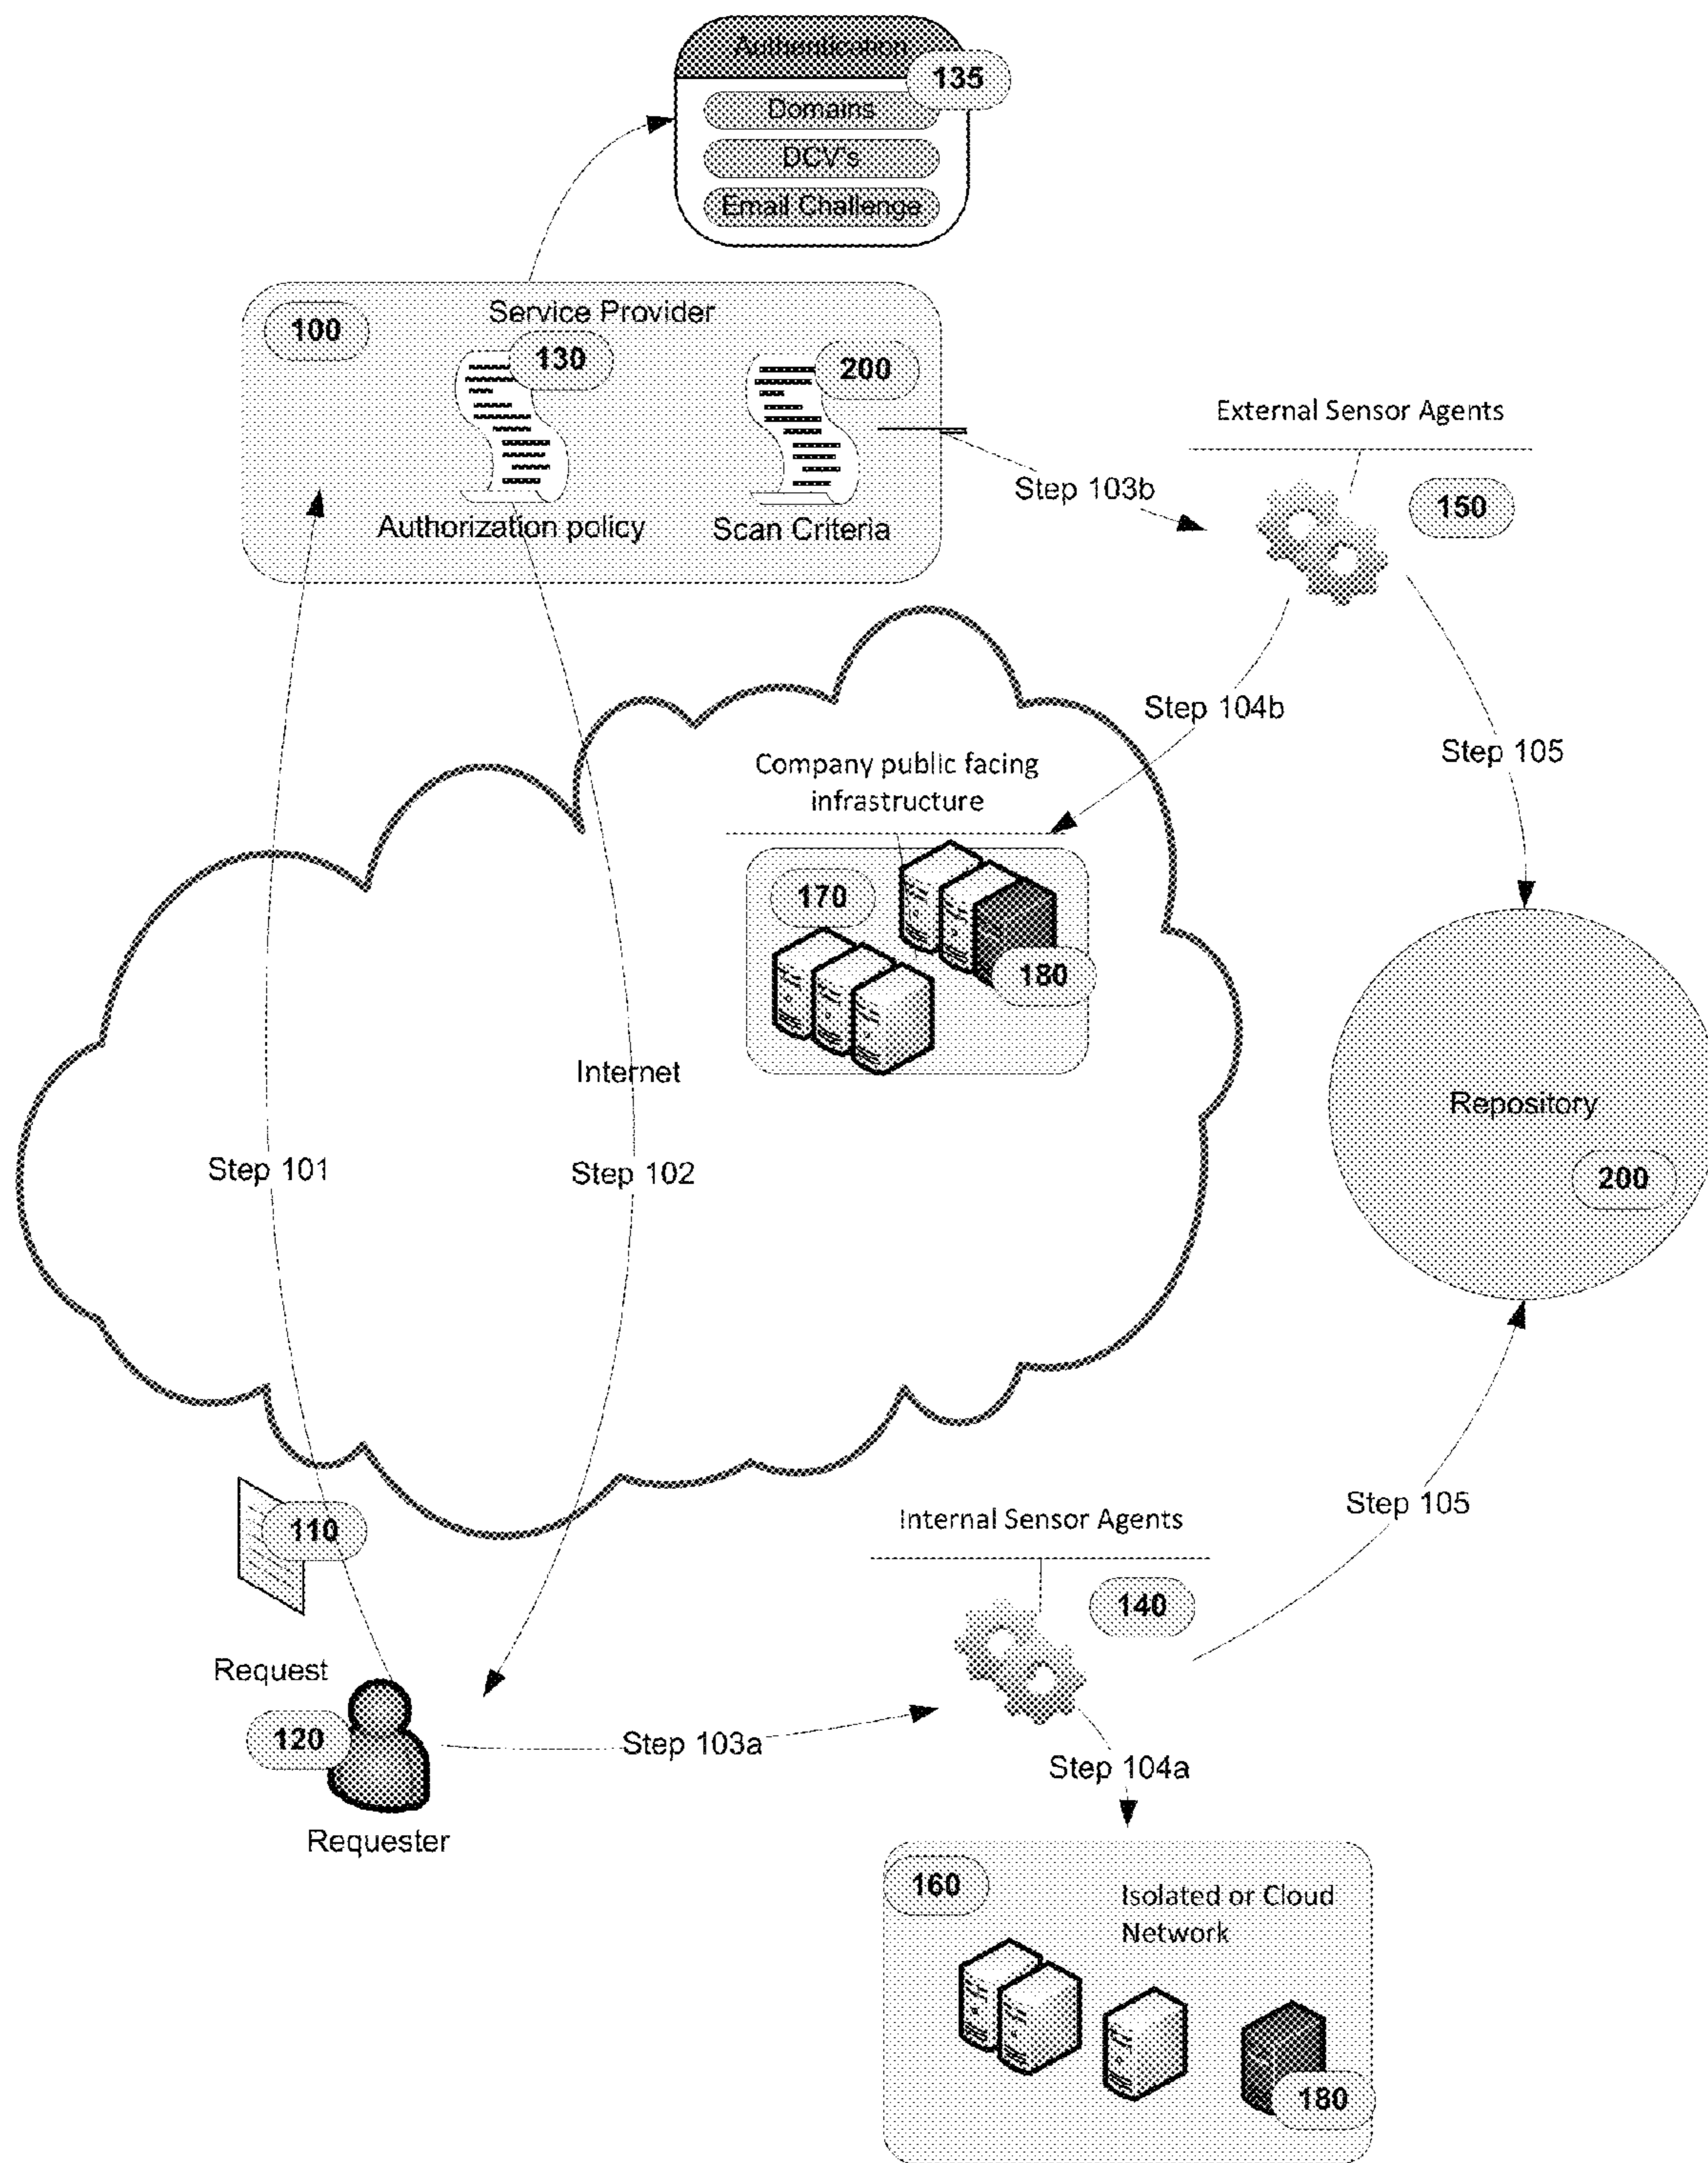 Authentication
135
Domains
DCV's
Email Challenge
100
Service Provider
130
200
Authorization policy
Scan Criteria
External Sensor Agents
Step 103b
150
Step 104b
Step 105
Company public facing
infrastructure
170
180
Internet
Repository
200
Step 101
Step 102
110
Internal Sensor Agents
Step 105
140
Request
120
Step 103a
Step 104a
Requester
160
Isolated or Cloud
Network
180